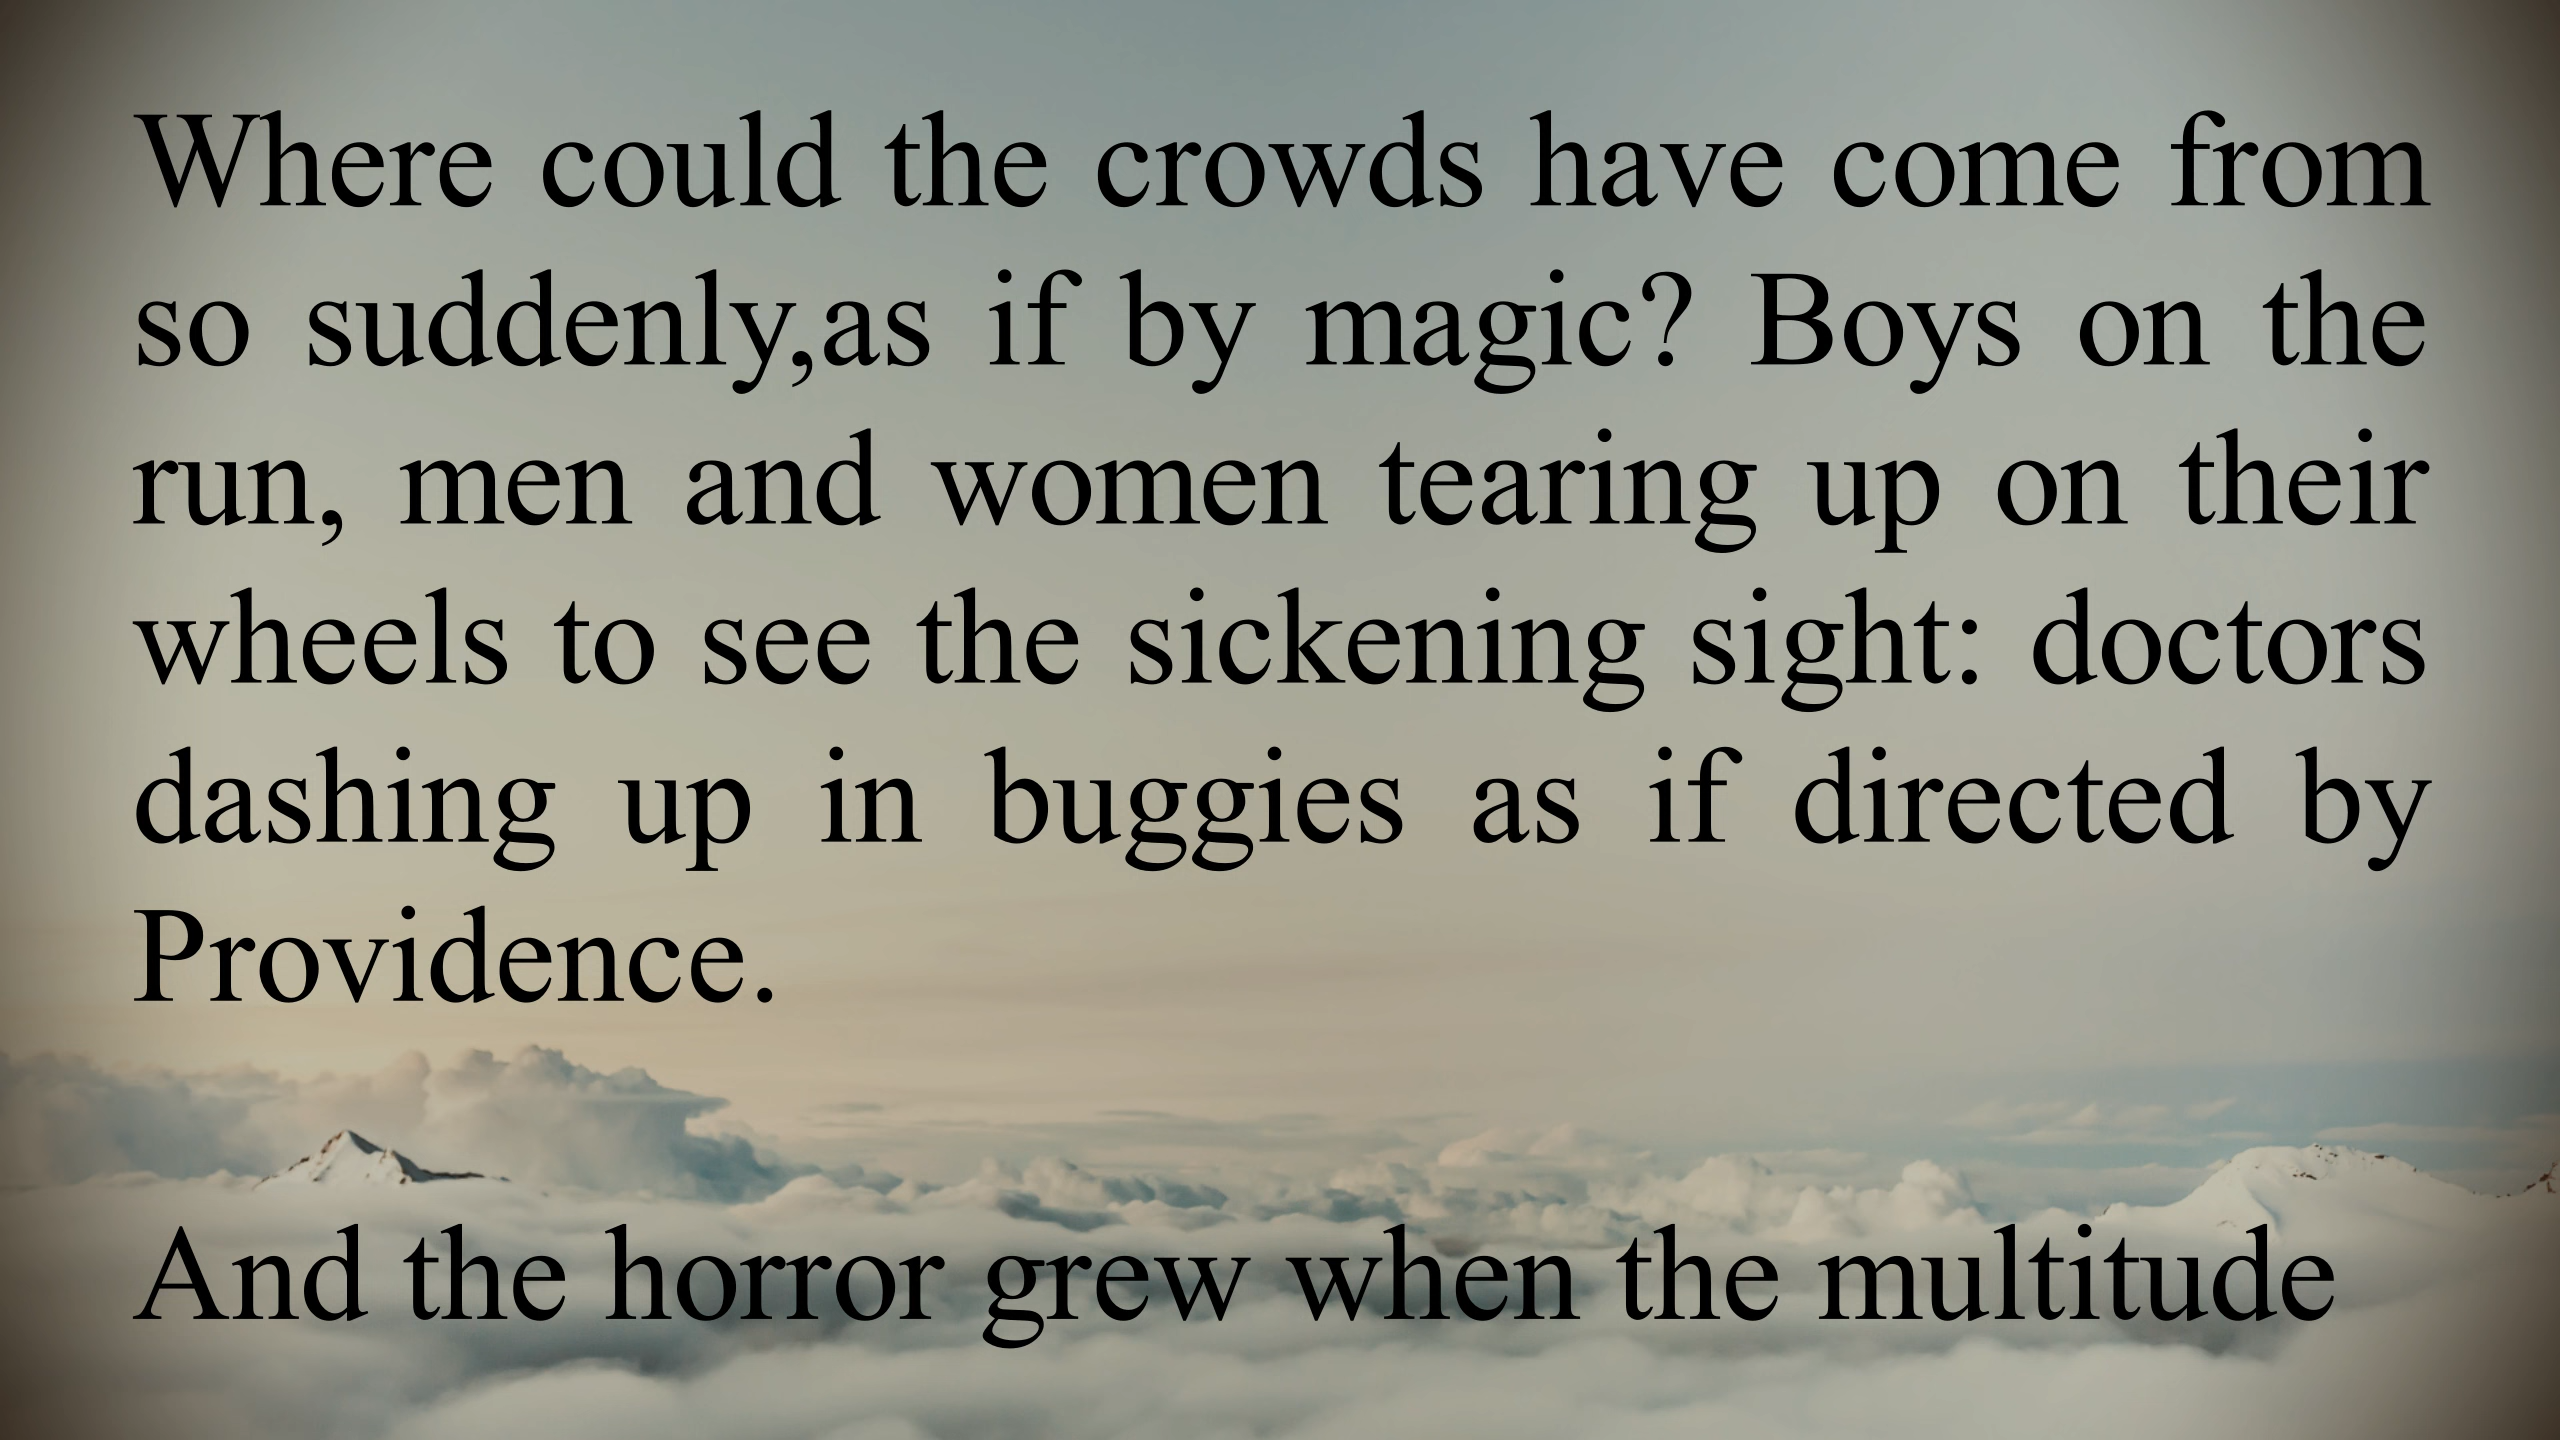 Where could the crowds have come from
so suddenly,as if by magic? Boys on the
run, men and women tearing up on their
wheels to see the sickening sight: doctors
dashing up in buggies as if directed by
Providence.
And the horror grew when the multitude